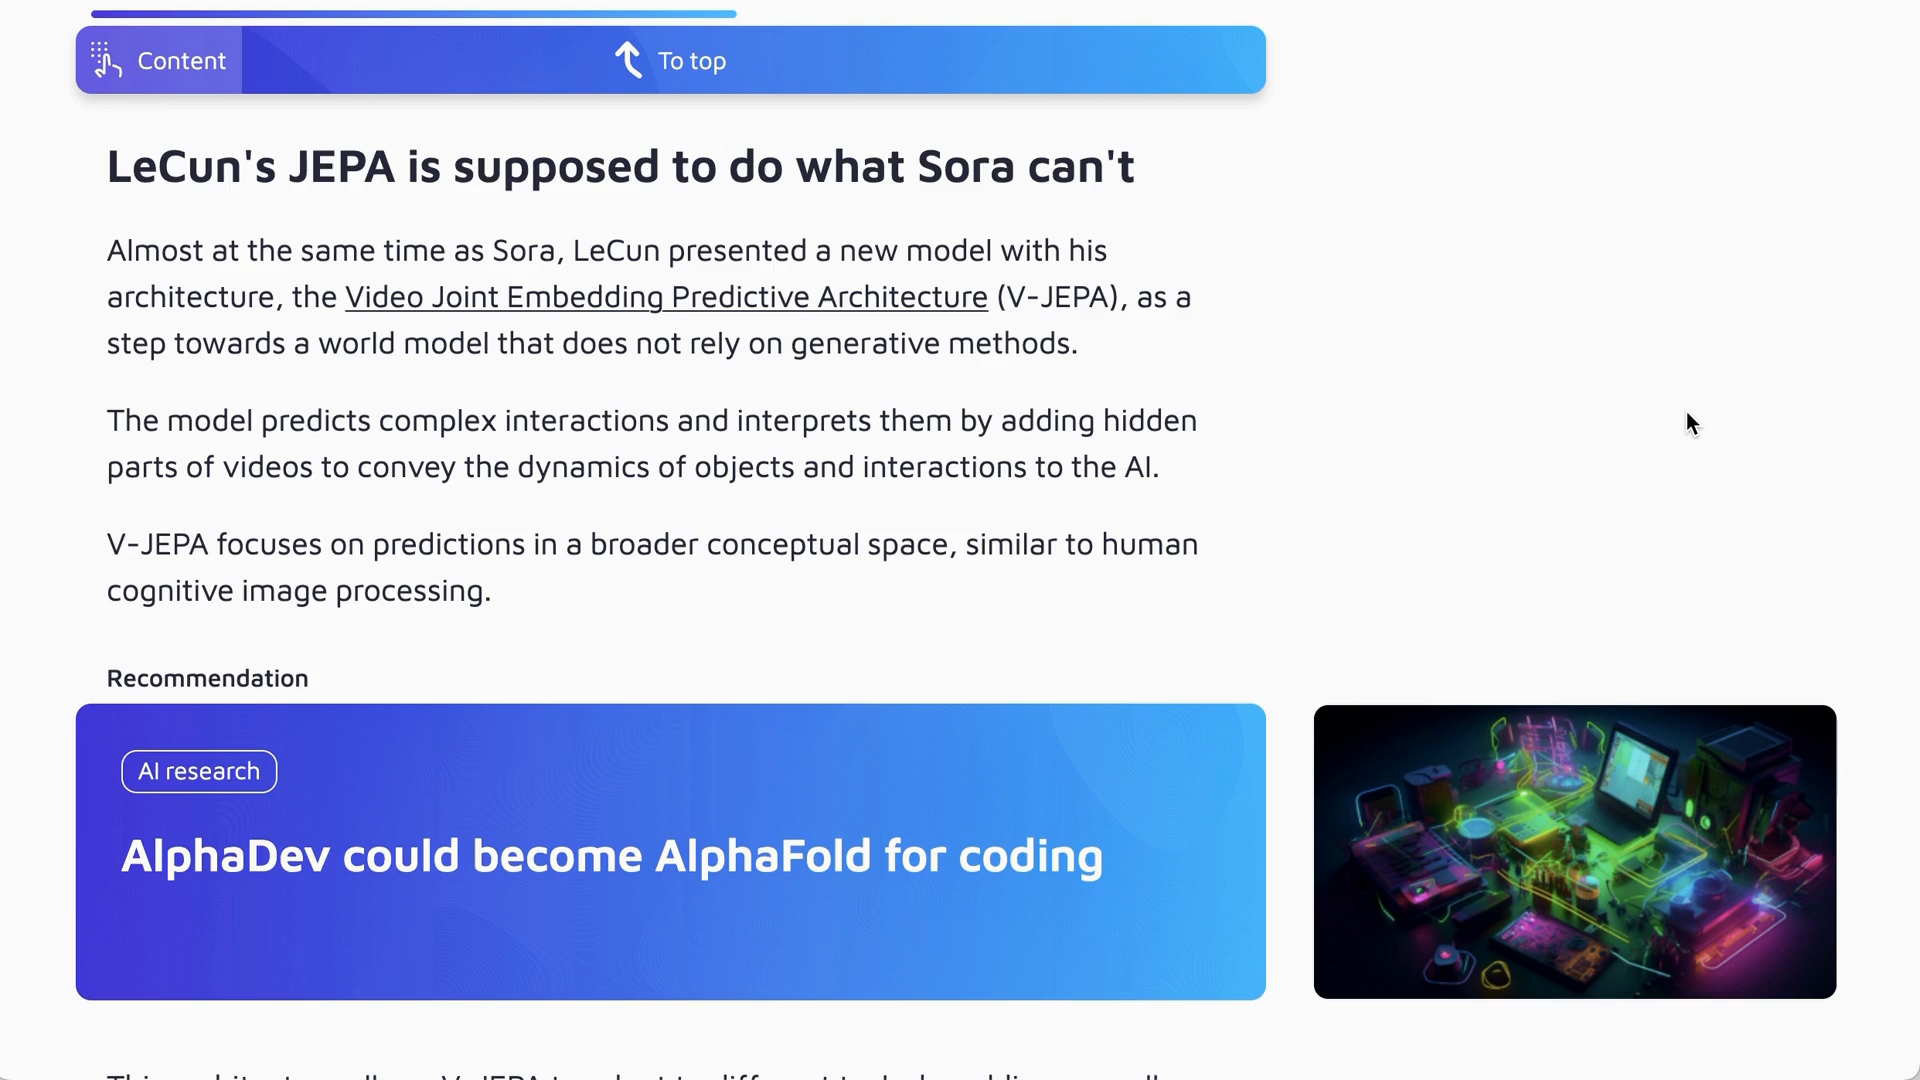 Content
To top
LeCun's JEPA is supposed to do what Sora can't
Almost at the same time as Sora, LeCun presented a new model with his
architecture, the Video Joint Embedding Predictive Architecture (V-JEPA), as a
step towards a world model that does not rely on generative methods.
The model predicts complex interactions and interprets them by adding hidden
parts of videos to convey the dynamics of objects and interactions to the AI.
V-JEPA focuses on predictions in a broader conceptual space, similar to human
cognitive image processing.
Recommendation
AI research
AlphaDev could become AlphaFold for coding